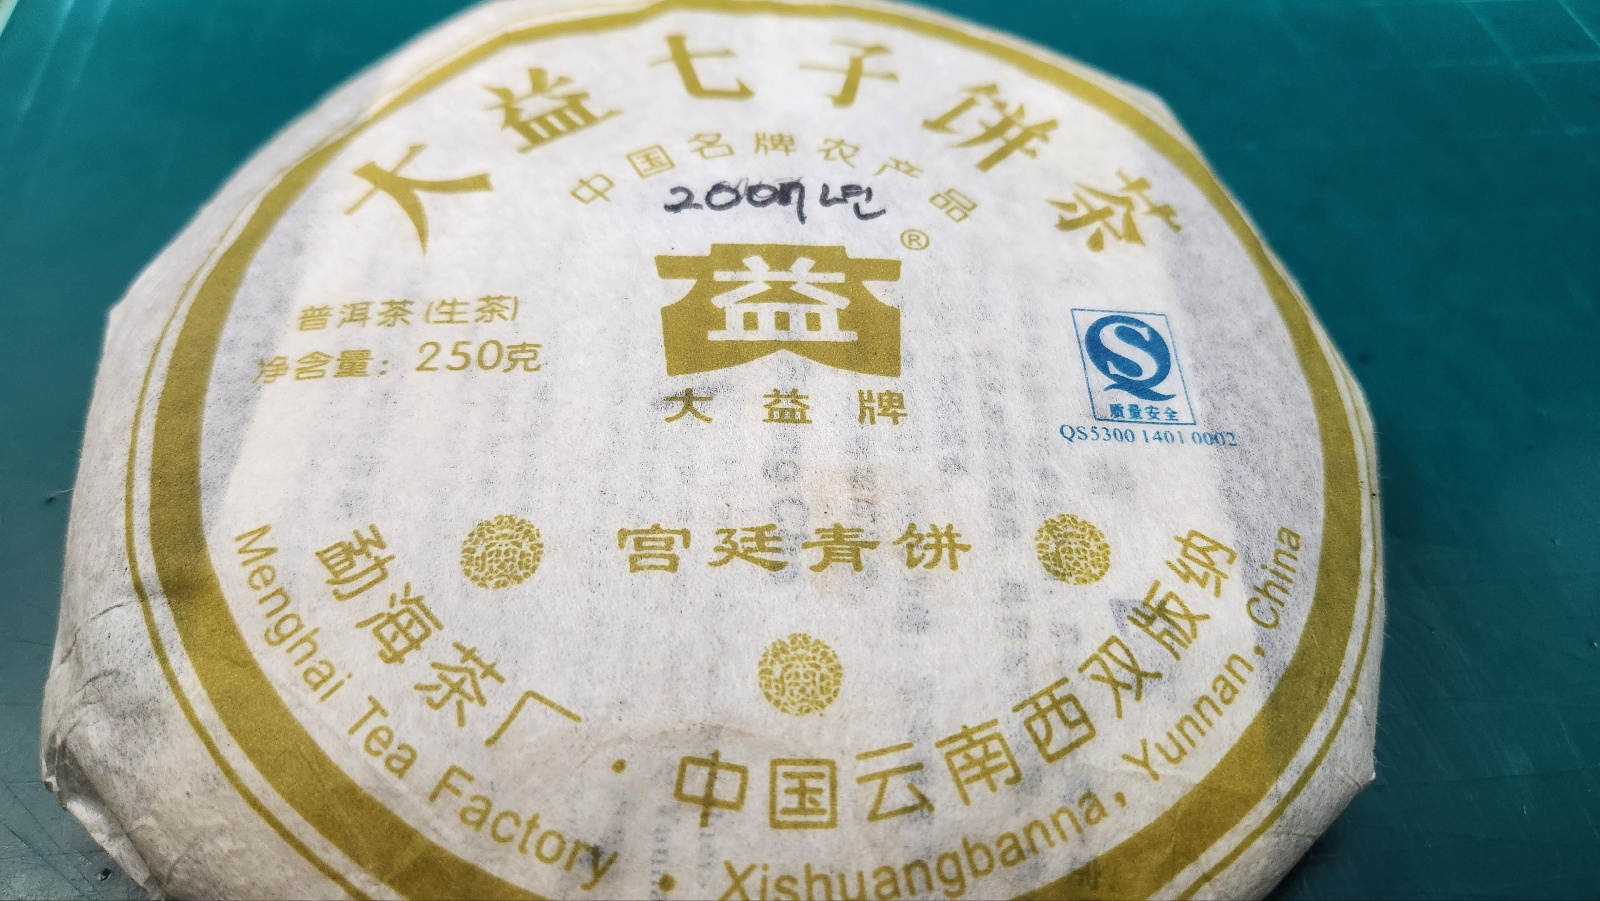 大益七子饼茶
中国名牌农产品
2007년
益®
大益牌
普洱茶(生茶)
净含量：250克
质量安全
QS5300 1401 0002
宫廷青饼
勐海茶厂·中国云南西双版纳
Menghai Tea Factory · Xishuangbanna, Yunnan, China